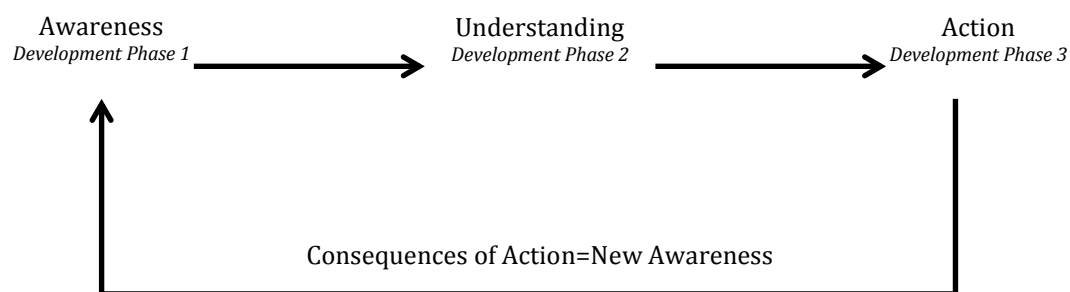 Awareness
Development Phase 1
Understanding
Development Phase 2
Action
Development Phase 3
Consequences of Action=New Awareness